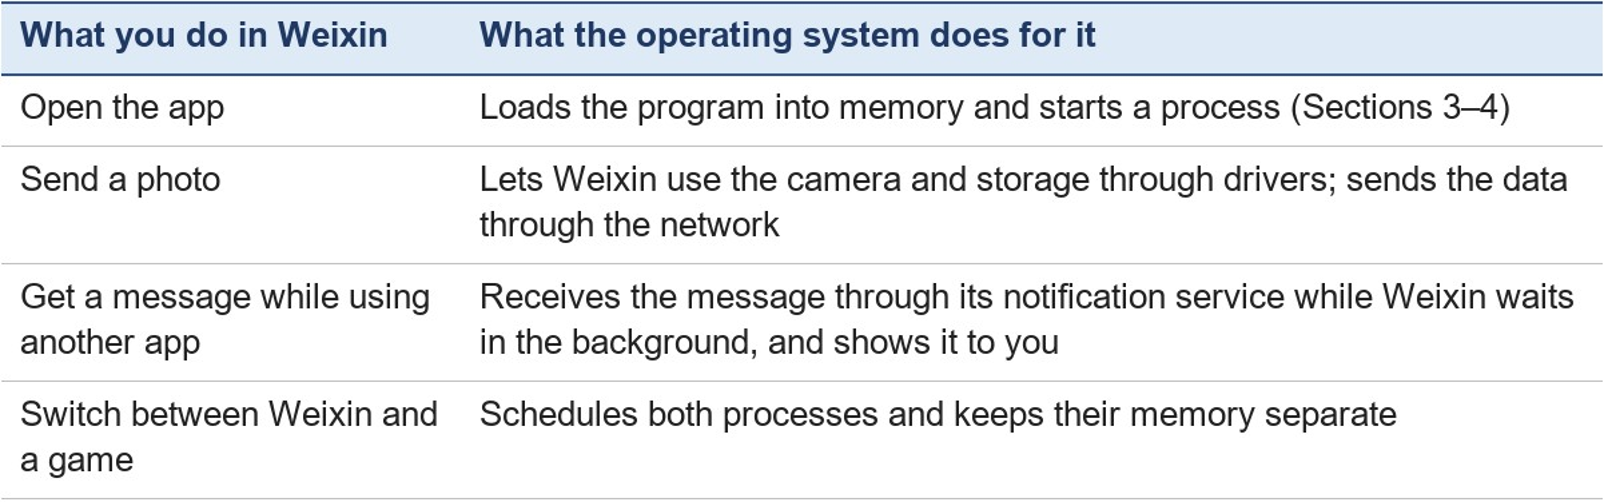 What you do in Weixin
What the operating system does for it
Open the app
Loads the program into memory and starts a process (Sections 3–4)
Send a photo
Lets Weixin use the camera and storage through drivers; sends the data
through the network
Get a message while using
another app
Receives the message through its notification service while Weixin waits
in the background, and shows it to you
Switch between Weixin and
a game
Schedules both processes and keeps their memory separate